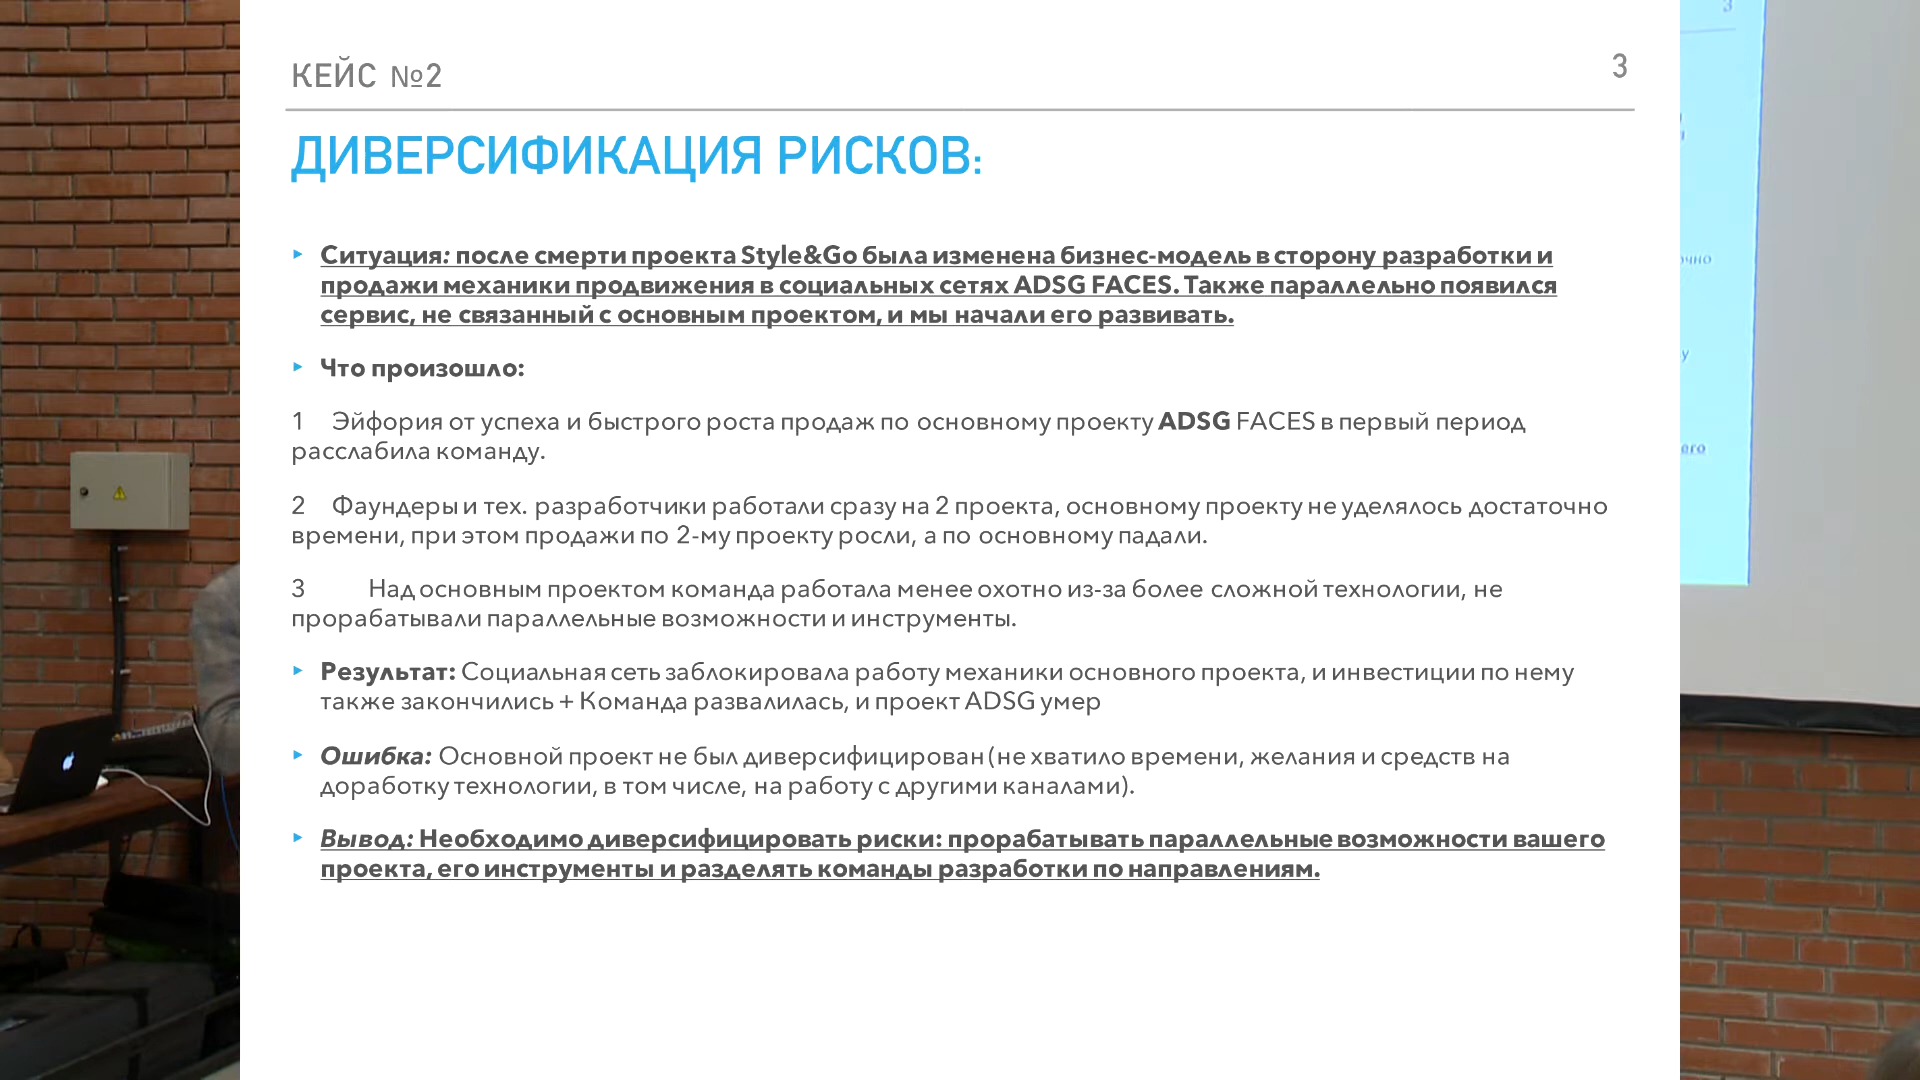 КЕЙС №2
3
ДИВЕРСИФИКАЦИЯ РИСКОВ:
▸ Ситуация: после смерти проекта Style&Go была изменена бизнес-модель в сторону разработки и
продажи механики продвижения в социальных сетях ADSG FACES. Также параллельно появился
сервис, не связанный с основным проектом, и мы начали его развивать.
▸ Что произошло:
1 Эйфория от успеха и быстрого роста продаж по основному проекту ADSG FACES в первый период
расслабила команду.
2 Фаундеры и тех. разработчики работали сразу на 2 проекта, основному проекту не уделялось достаточно
времени, при этом продажи по 2-му проекту росли, а по основному падали.
3 Над основным проектом команда работала менее охотно из-за более сложной технологии, не
прорабатывали параллельные возможности и инструменты.
▸ Результат: Социальная сеть заблокировала работу механики основного проекта, и инвестиции по нему
также закончились + Команда развалилась, и проект ADSG умер
▸ Ошибка: Основной проект не был диверсифицирован (не хватило времени, желания и средств на
доработку технологии, в том числе, на работу с другими каналами).
▸ Вывод: Необходимо диверсифицировать риски: прорабатывать параллельные возможности вашего
проекта, его инструменты и разделять команды разработки по направлениям.
3